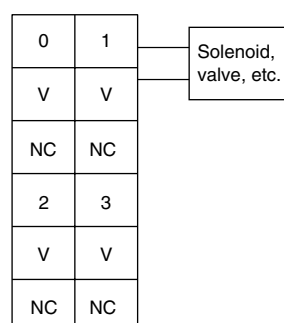 0 1
V V
NC NC
2 3
V V
NC NC
Solenoid,
valve, etc.